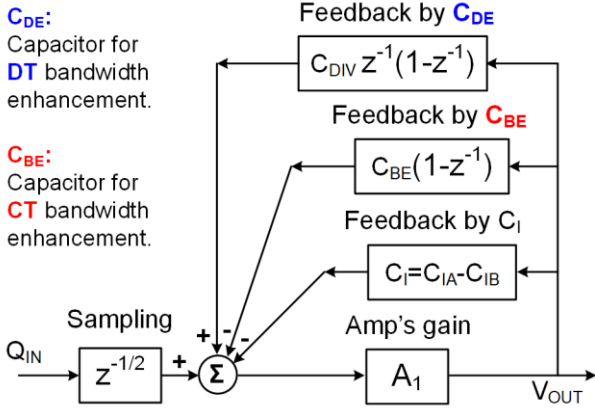 C_DE:
Capacitor for
DT bandwidth
enhancement.
C_BE:
Capacitor for
CT bandwidth
enhancement.
Feedback by C_DE
C_DIV z^-1(1-z^-1)
Feedback by C_BE
C_BE(1-z^-1)
Feedback by C_I
C_I=C_IA-C_IB
Sampling
Amp's gain
Q_IN
z^-1/2
+
+
-
-
Σ
A_1
V_OUT